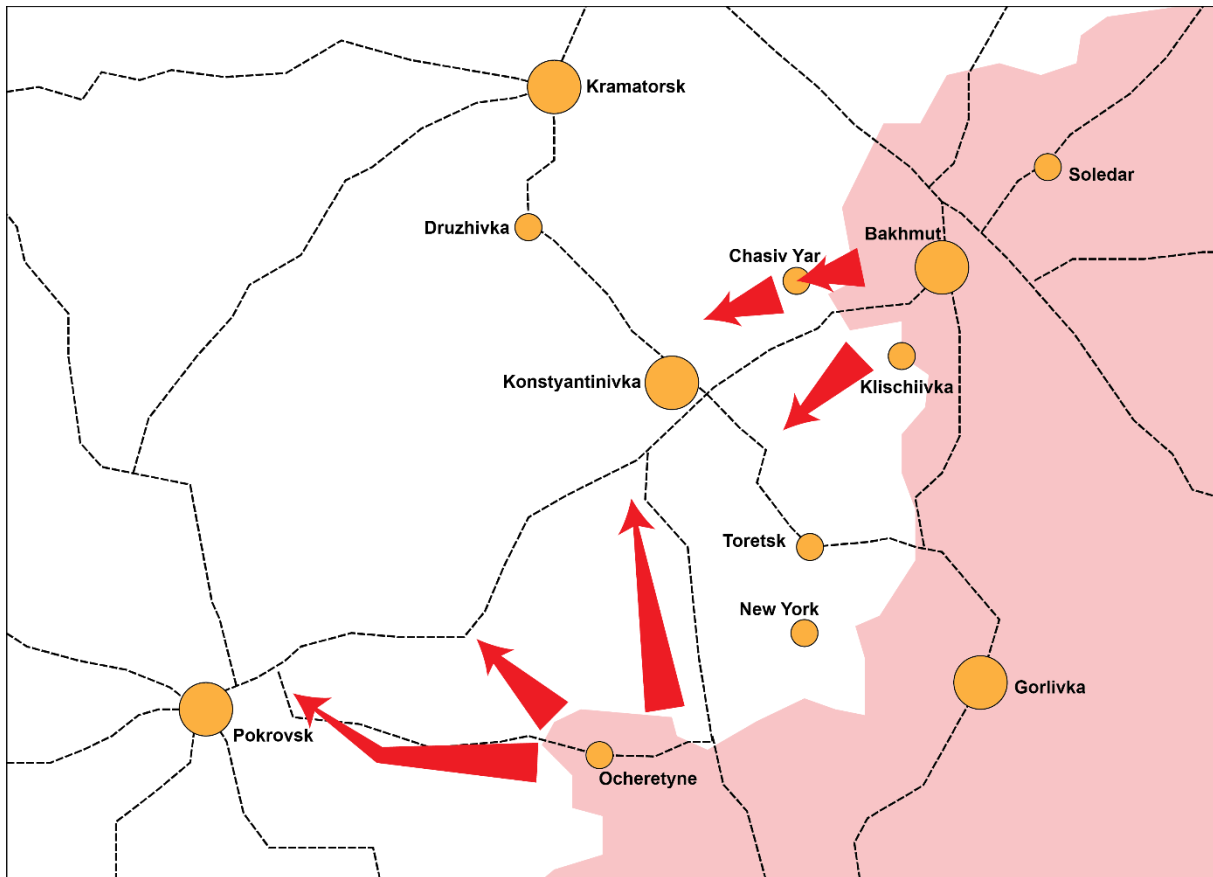 Kramatorsk
Soledar
Druzhivka
Bakhmut
Chasiv Yar
Konstyantinivka
Klischiivka
Toretsk
New York
Gorlivka
Pokrovsk
Ocheretyne